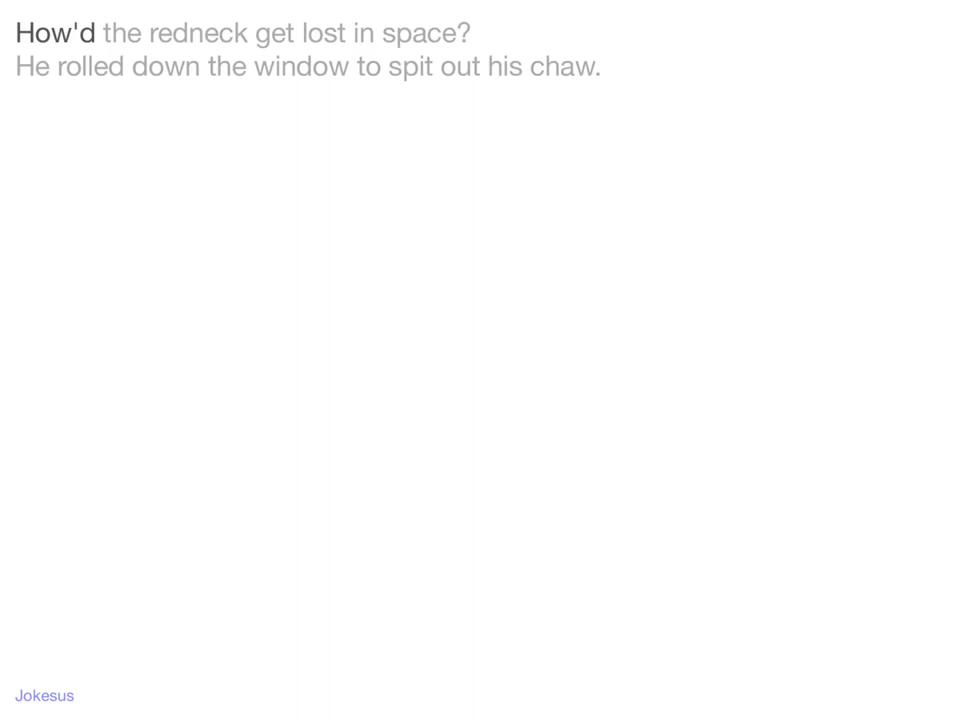 How'd the redneck get lost in space?
He rolled down the window to spit out his chaw.
Jokesus